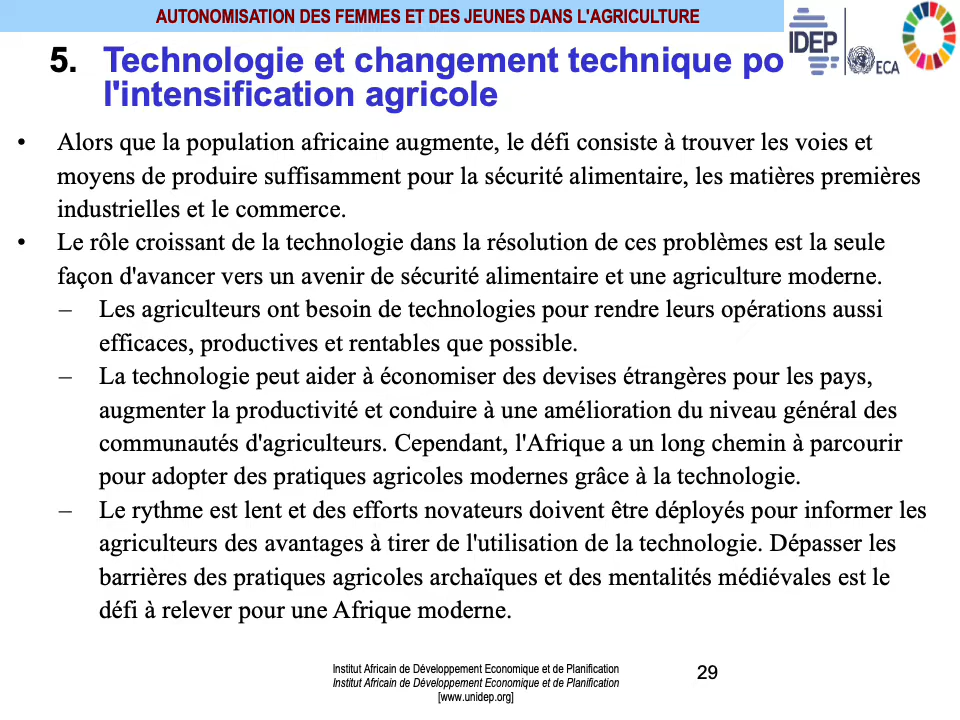 AUTONOMISATION DES FEMMES ET DES JEUNES DANS L'AGRICULTURE
IDEP
ECA
5. Technologie et changement technique po
l'intensification agricole
• Alors que la population africaine augmente, le défi consiste à trouver les voies et
moyens de produire suffisamment pour la sécurité alimentaire, les matières premières
industrielles et le commerce.
• Le rôle croissant de la technologie dans la résolution de ces problèmes est la seule
façon d'avancer vers un avenir de sécurité alimentaire et une agriculture moderne.
– Les agriculteurs ont besoin de technologies pour rendre leurs opérations aussi
efficaces, productives et rentables que possible.
– La technologie peut aider à économiser des devises étrangères pour les pays,
augmenter la productivité et conduire à une amélioration du niveau général des
communautés d'agriculteurs. Cependant, l'Afrique a un long chemin à parcourir
pour adopter des pratiques agricoles modernes grâce à la technologie.
– Le rythme est lent et des efforts novateurs doivent être déployés pour informer les
agriculteurs des avantages à tirer de l'utilisation de la technologie. Dépasser les
barrières des pratiques agricoles archaïques et des mentalités médiévales est le
défi à relever pour une Afrique moderne.
Institut Africain de Développement Economique et de Planification
Institut Africain de Développement Economique et de Planification
[www.unidep.org]
29